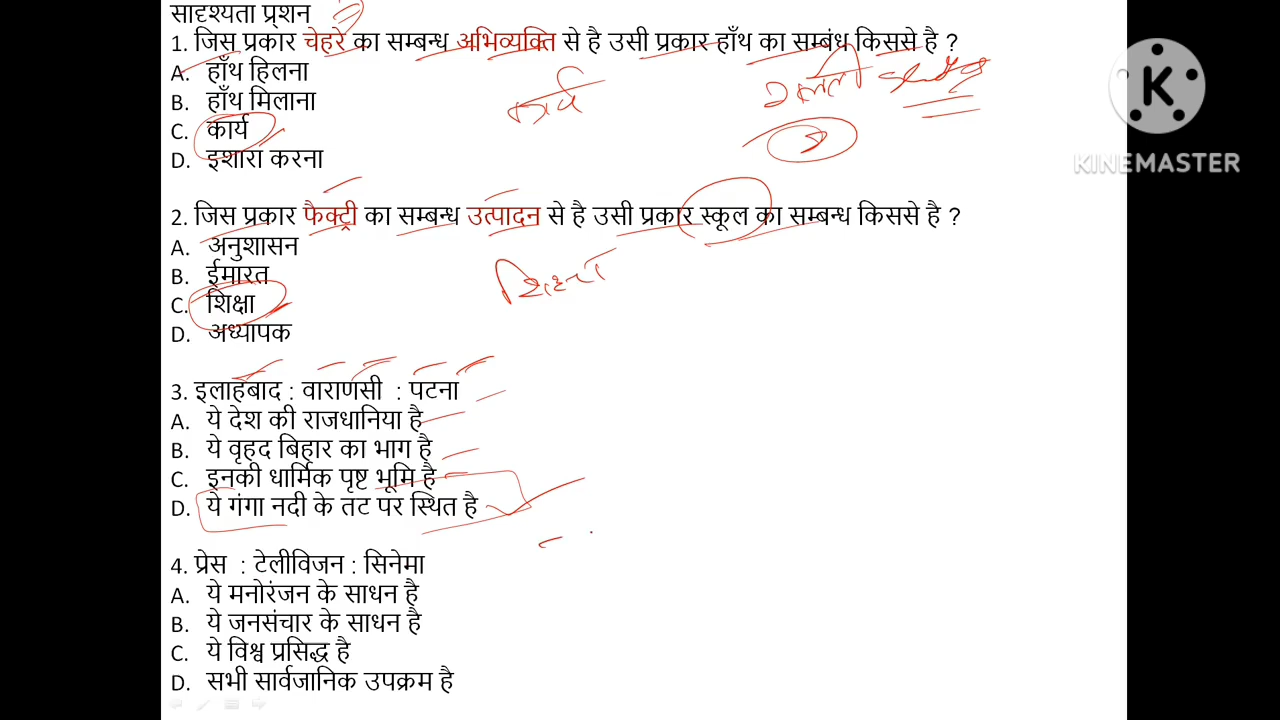 सादृश्यता प्रशन
1. जिस प्रकार चेहरे का सम्बन्ध अभिव्यक्ति से है उसी प्रकार हाँथ का सम्बंध किससे है ?
A. हाँथ हिलना
B. हाँथ मिलाना
C. कार्य
D. इशारा करना
कार्य
KINEMASTER
2. जिस प्रकार फैक्ट्री का सम्बन्ध उत्पादन से है उसी प्रकार स्कूल का सम्बन्ध किससे है ?
A. अनुशासन
B. ईमारत
C. शिक्षा
D. अध्यापक
शिक्षा
3. इलाहबाद : वाराणसी : पटना
A. ये देश की राजधानिया है
B. ये वृहद बिहार का भाग है
C. इनकी धार्मिक पृष्ट भूमि है
D. ये गंगा नदी के तट पर स्थित है
4. प्रेस : टेलीविजन : सिनेमा
A. ये मनोरंजन के साधन है
B. ये जनसंचार के साधन है
C. ये विश्व प्रसिद्ध है
D. सभी सार्वजानिक उपक्रम है